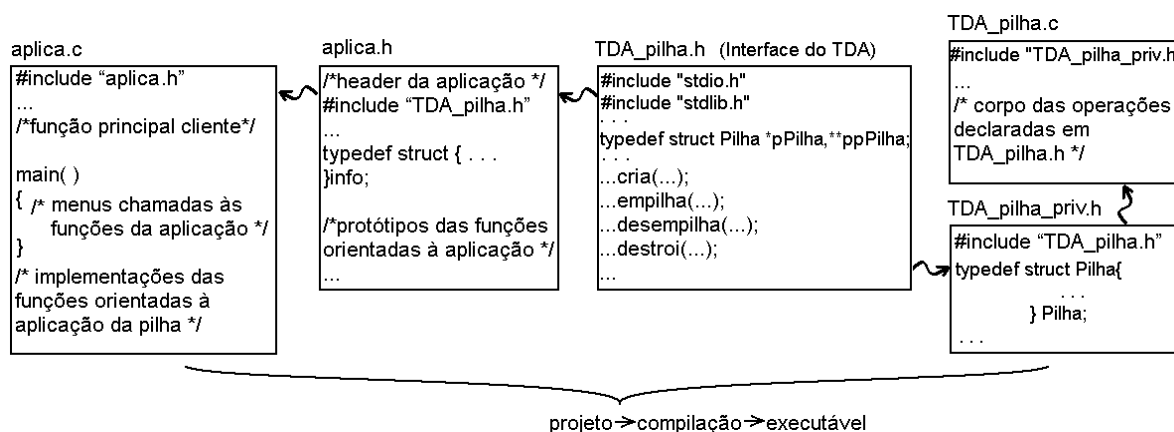 aplica.c
#include “aplica.h”
...
/*função principal cliente*/
main( )
{ /* menus chamadas às
funções da aplicação */
}
/* implementações das
funções orientadas à
aplicação da pilha */
aplica.h
/*header da aplicação */
#include “TDA_pilha.h”
...
typedef struct { . . .
}info;
/*protótipos das funções
orientadas à aplicação */
...
TDA_pilha.h (Interface do TDA)
#include "stdio.h"
#include "stdlib.h"
. . .
typedef struct Pilha *pPilha,**ppPilha;
. . .
...cria(...);
...empilha(...);
...desempilha(...);
...destroi(...);
...
TDA_pilha.c
#include "TDA_pilha_priv.h"
...
/* corpo das operações
declaradas em
TDA_pilha.h */
TDA_pilha_priv.h
#include “TDA_pilha.h”
typedef struct Pilha{
. . .
} Pilha;
. . .
projeto→compilação→executável